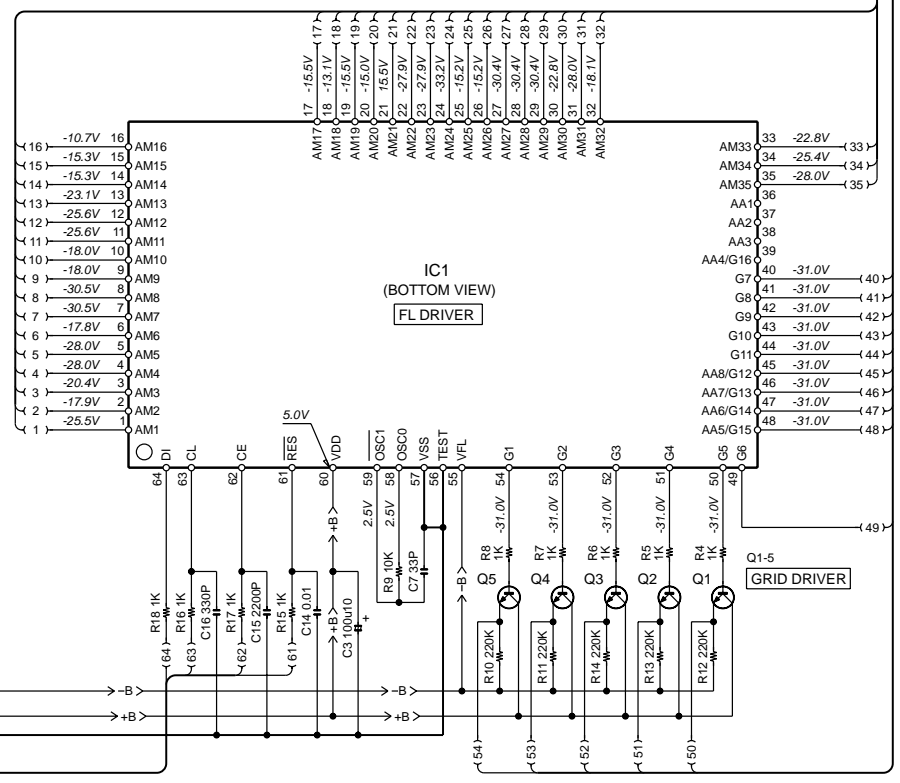 17 18 19 20 21 22 23 24 25 26 27 28 29 30 31 32
-15.5V -13.1V -15.5V -15.0V 15.5V -27.9V -27.9V -33.2V -15.2V -15.2V -30.4V -30.4V -30.4V -22.8V -28.0V -18.1V
17 18 19 20 21 22 23 24 25 26 27 28 29 30 31 32
AM17 AM18 AM19 AM20 AM21 AM22 AM23 AM24 AM25 AM26 AM27 AM28 AM29 AM30 AM31 AM32
16 -10.7V 16 AM16
15 -15.3V 15 AM15
14 -15.3V 14 AM14
13 -23.1V 13 AM13
12 -25.6V 12 AM12
11 -25.6V 11 AM11
10 -18.0V 10 AM10
9 -18.0V 9 AM9
8 -30.5V 8 AM8
7 -30.5V 7 AM7
6 -17.8V 6 AM6
5 -28.0V 5 AM5
4 -28.0V 4 AM4
3 -20.4V 3 AM3
2 -17.9V 2 AM2
1 -25.5V 1 AM1
IC1
(BOTTOM VIEW)
FL DRIVER
AM33 33 -22.8V 33
AM34 34 -25.4V 34
AM35 35 -28.0V 35
AA1 36
AA2 37
AA3 38
AA4/G16 39
G7 40 -31.0V 40
G8 41 -31.0V 41
G9 42 -31.0V 42
G10 43 -31.0V 43
G11 44 -31.0V 44
AA8/G12 45 -31.0V 45
AA7/G13 46 -31.0V 46
AA6/G14 47 -31.0V 47
AA5/G15 48 -31.0V 48
5.0V
DI CL CE RES VDD OSC1 OSC0 VSS TEST VFL G1 G2 G3 G4 G5 G6
64 63 62 61 60 59 58 57 56 55 54 53 52 51 50 49
2.5V 2.5V -31.0V -31.0V -31.0V -31.0V -31.0V
49
+B
-B
R9 10K
C7 33P
R8 1K
R7 1K
R6 1K
R5 1K
R4 1K
Q5 Q4 Q3 Q2 Q1
Q1-5
GRID DRIVER
R18 1K
R16 1K
C16 330P
R17 1K
C15 2200P
R15 1K
C14 0.01
+B
C3 100u10
+
R10 220K
R11 220K
R14 220K
R13 220K
R12 220K
64 63 62 61
-B -B
+B +B
54 53 52 51 50